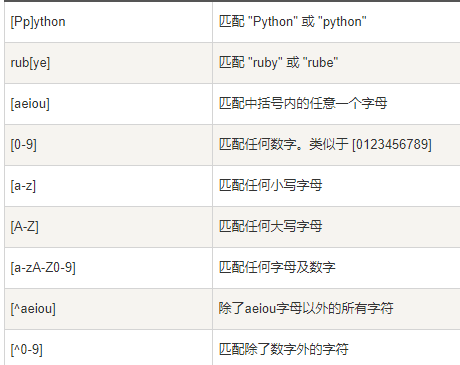 [Pp]ython 匹配 "Python" 或 "python"
rub[ye] 匹配 "ruby" 或 "rube"
[aeiou] 匹配中括号内的任意一个字母
[0-9] 匹配任何数字。类似于 [0123456789]
[a-z] 匹配任何小写字母
[A-Z] 匹配任何大写字母
[a-zA-Z0-9] 匹配任何字母及数字
[^aeiou] 除了aeiou字母以外的所有字符
[^0-9] 匹配除了数字外的字符